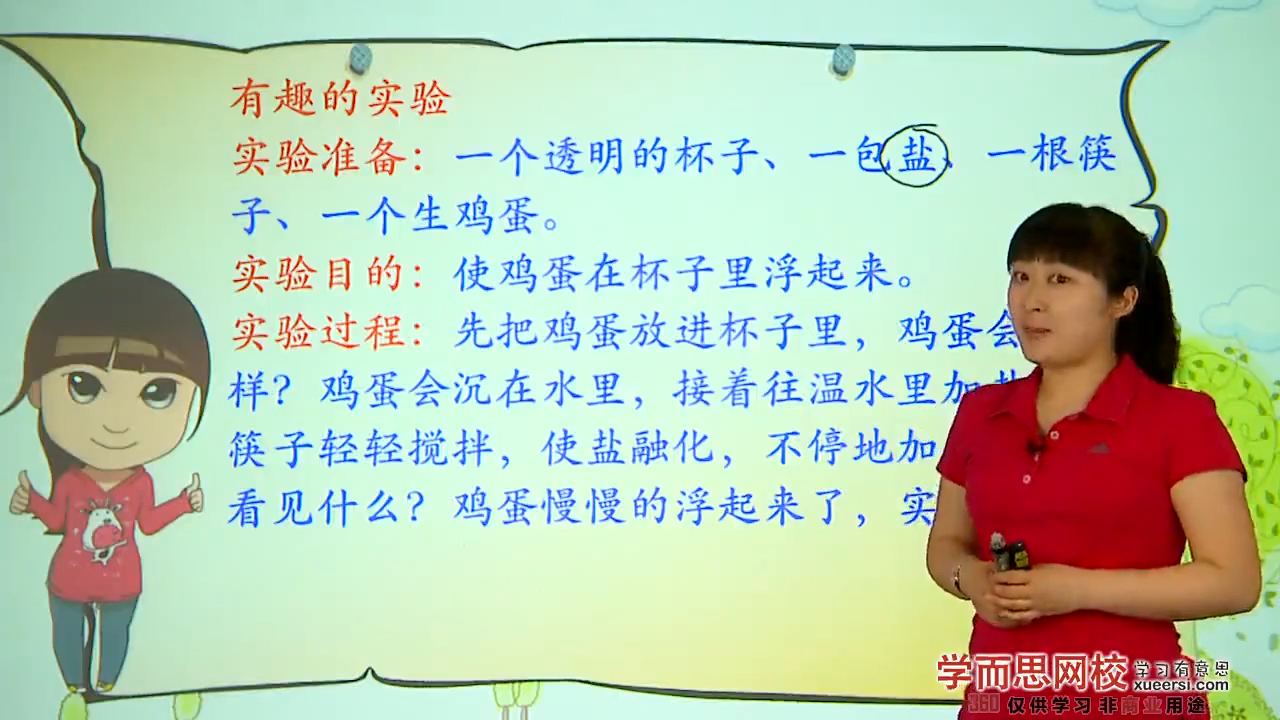 有趣的实验
实验准备：一个透明的杯子、一包盐、一根筷
子、一个生鸡蛋。
实验目的：使鸡蛋在杯子里浮起来。
实验过程：先把鸡蛋放进杯子里，鸡蛋会
样？鸡蛋会沉在水里，接着往温水里加
筷子轻轻搅拌，使盐融化，不停地加
看见什么？鸡蛋慢慢的浮起来了，实
学而思网校 学习有意思
xueersi.com
360 仅供学习 非商业用途